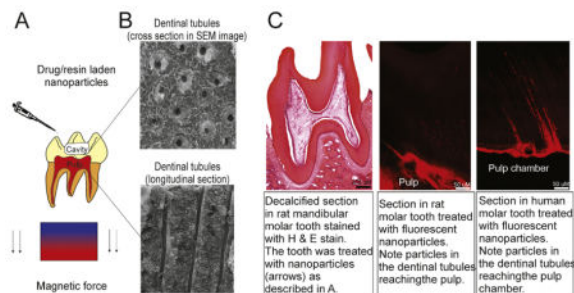 A
B
C
Drug/resin laden
nanoparticles
Cavity
Magnetic force
Dentinal tubules
(cross section in SEM image)
Dentinal tubules
(longitudinal section)
Pulp
Pulp chamber
Decalcified section
in rat mandibular
molar tooth stained
with H & E stain.
The tooth was treated
with nanoparticles
(arrows) as
described in A.
Section in rat
molar tooth treated
with fluorescent
nanoparticles.
Note particles in
the dentinal tubules
reachingthe pulp.
Section in human
molar tooth treated
with fluorescent
nanoparticles.
Note particles in
the dentinal tubules
reachingthe pulp
chamber.